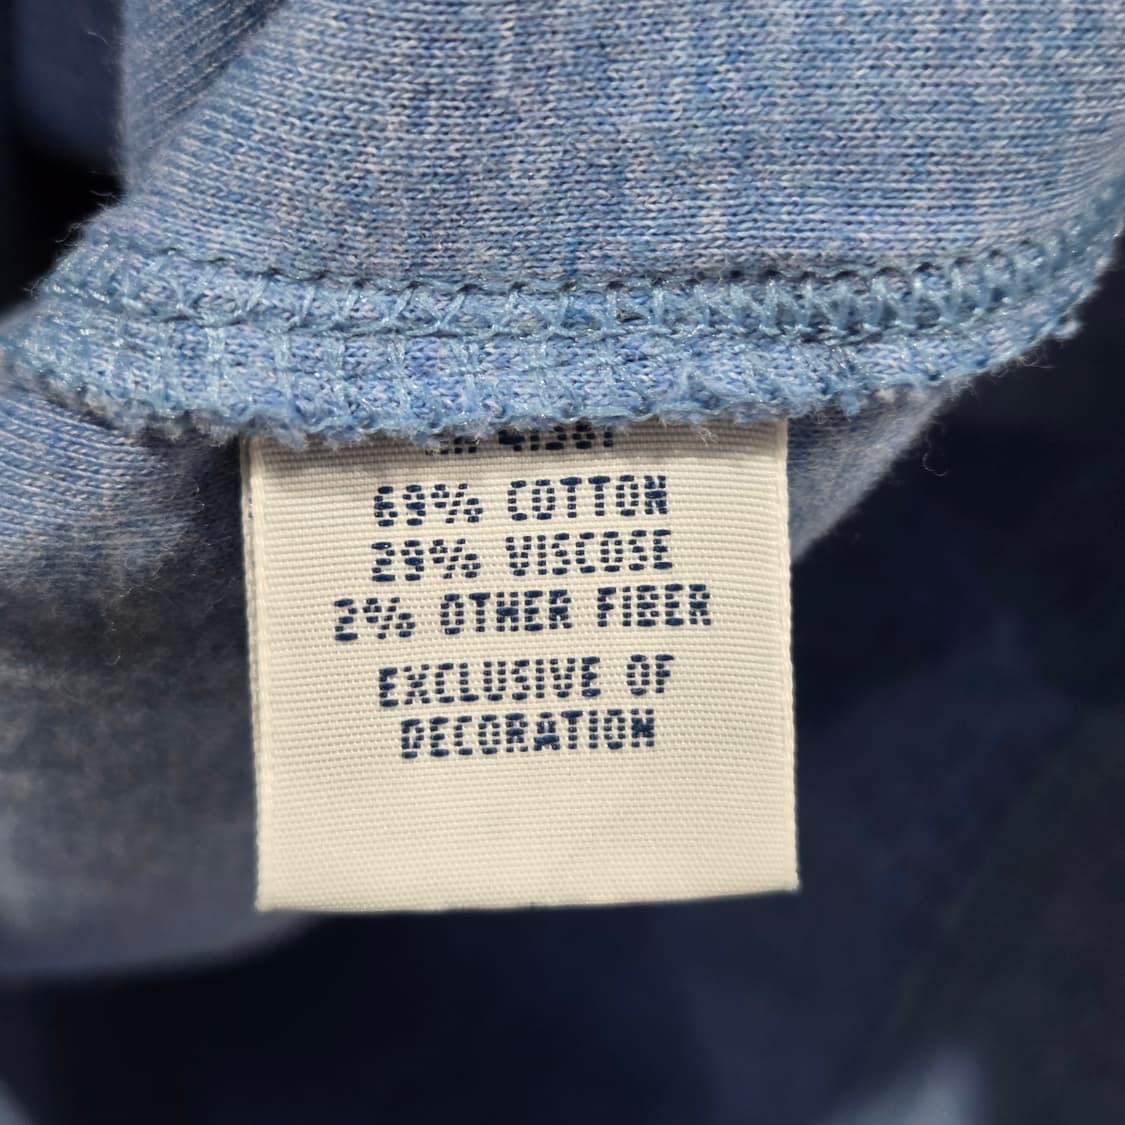 69% COTTON
29% VISCOSE
2% OTHER FIBER
EXCLUSIVE OF
DECORATION